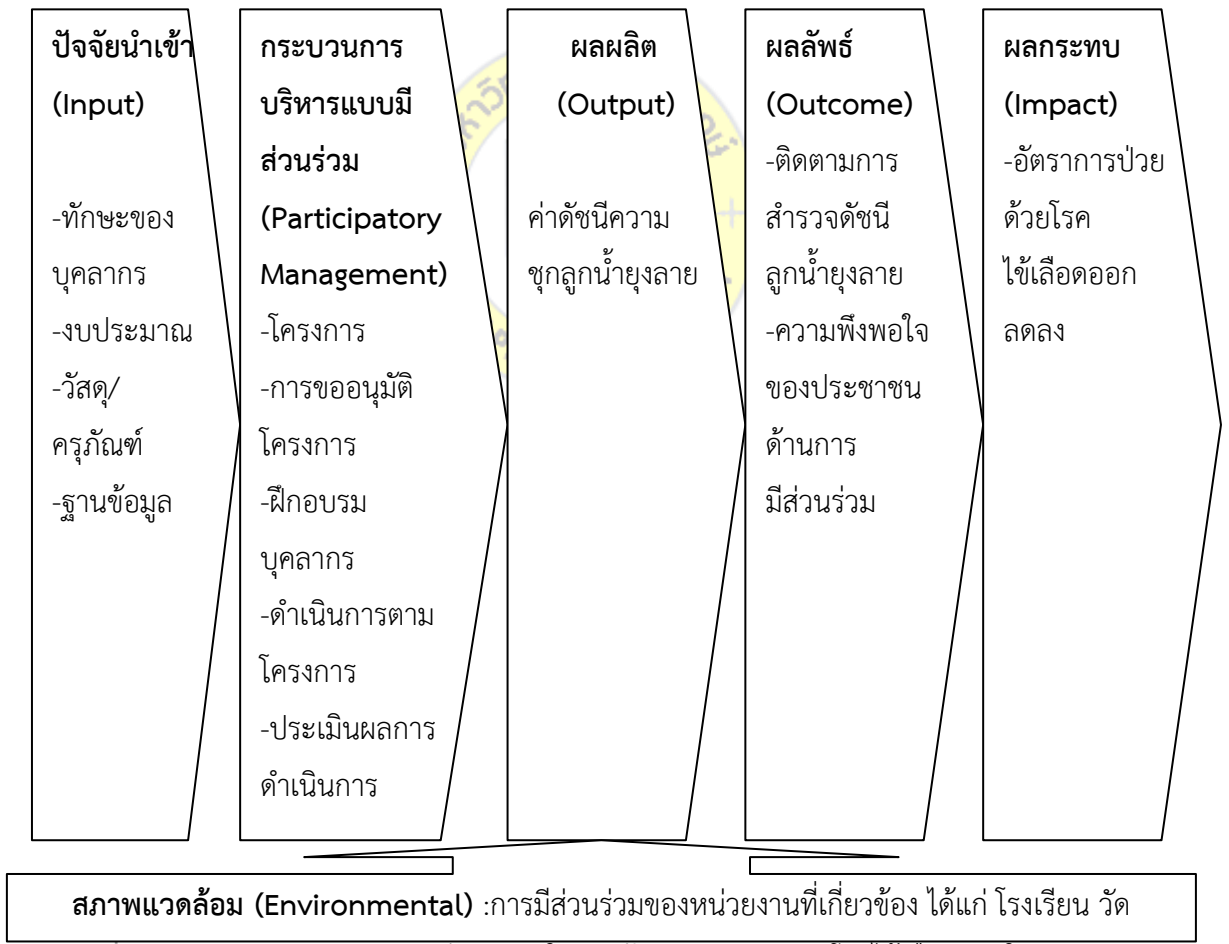 ปัจจัยนำเข้า
(Input)
-ทักษะของ
บุคลากร
-งบประมาณ
-วัสดุ/
ครุภัณฑ์
-ฐานข้อมูล
กระบวนการ
บริหารแบบมี
ส่วนร่วม
(Participatory
Management)
-โครงการ
-การขออนุมัติ
โครงการ
-ฝึกอบรม
บุคลากร
-ดำเนินการตาม
โครงการ
-ประเมินผลการ
ดำเนินการ
ผลผลิต
(Output)
ค่าดัชนีความ
ชุกลูกน้ำยุงลาย
ผลลัพธ์
(Outcome)
-ติดตามการ
สำรวจดัชนี
ลูกน้ำยุงลาย
-ความพึงพอใจ
ของประชาชน
ด้านการ
มีส่วนร่วม
ผลกระทบ
(Impact)
-อัตราการป่วย
ด้วยโรค
ไข้เลือดออก
ลดลง
สภาพแวดล้อม (Environmental) :การมีส่วนร่วมของหน่วยงานที่เกี่ยวข้อง ได้แก่ โรงเรียน วัด